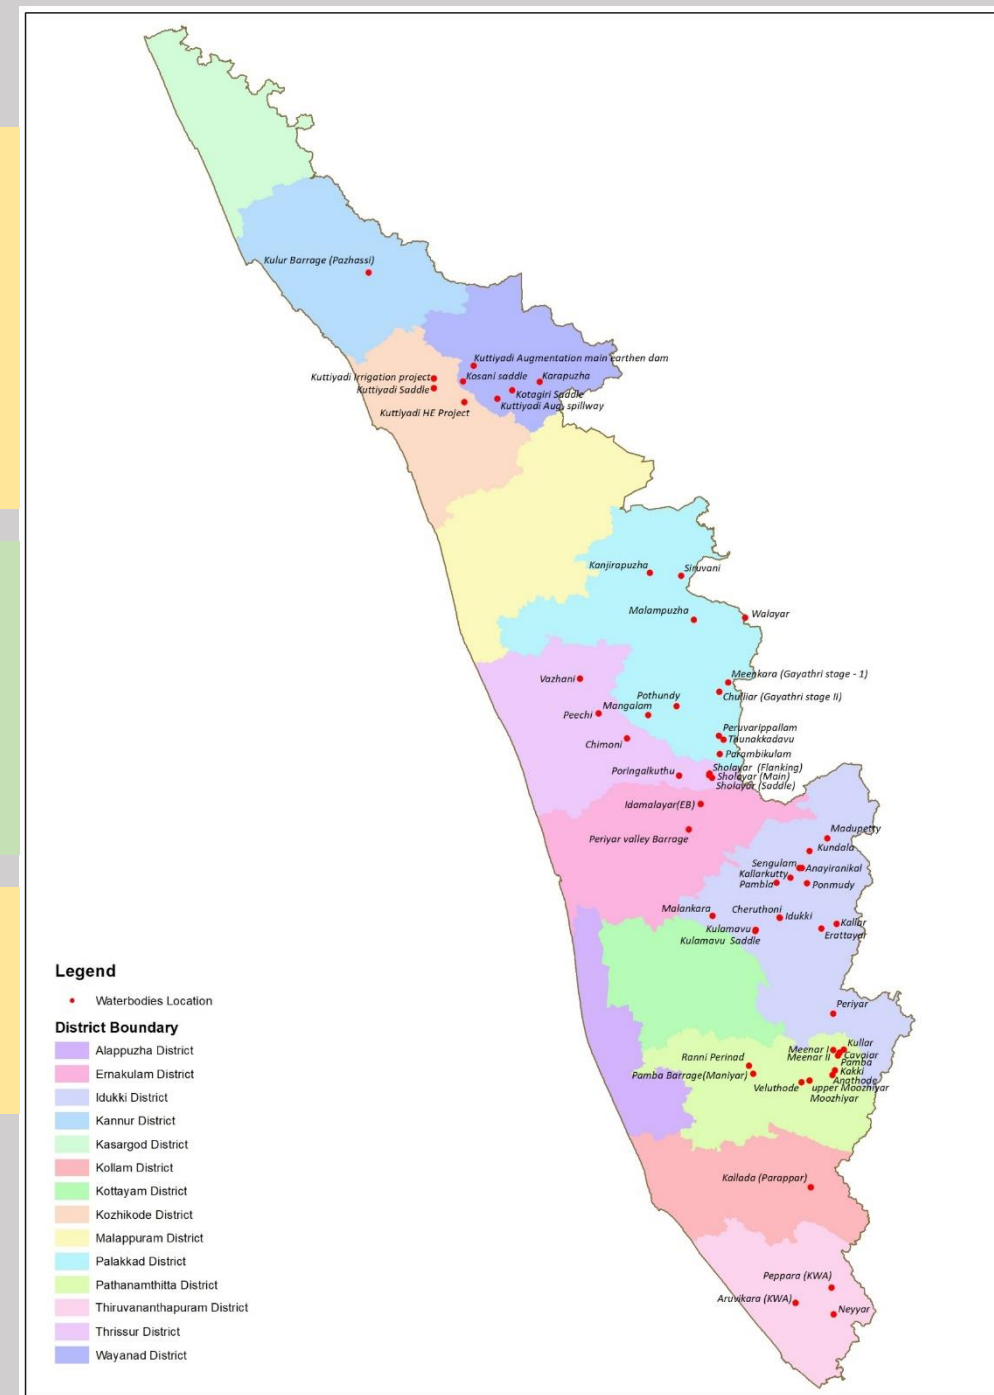 Kulur Barrage (Pazhassi)
Kuttiyadi Augmentation main earthen dam
Kuttiyadi Irrigation project
Kosani saddle
Karapuzha
Kuttiyadi Saddle
Kotagiri Saddle
Kuttiyadi HE Project
Kuttiyadi Aug. spillway
Kanjirapuzha
Siruvani
Malampuzha
Walayar
Vazhani
Meenkara (Gayathri stage - 1)
Pothundy
Chulliar (Gayathri stage II)
Peechi
Mangalam
Chimoni
Peruvarippallam
Thunakkadavu
Parambikulam
Poringalkuthu
Sholayar (Flanking)
Sholayar (Main)
Sholayar (Saddle)
Idamalayar(EB)
Periyar valley Barrage
Madupetty
Kundala
Sengulam
Anayiranikal
Kallarkutty
Pambla
Ponmudy
Malankara
Cheruthoni
Idukki
Kulamavu
Kallar
Kulamavu Saddle
Erattayar
Periyar
Kullar
Meenar I
Meenar II
Cavaiar
Ranni Perinad
Pamba
Pamba Barrage(Maniyar)
Kakki
Anathode
Veluthode
upper Moozhiyar
Moozhiyar
Kallada (Parappar)
Peppara (KWA)
Aruvikara (KWA)
Neyyar
Legend
Waterbodies Location
District Boundary
Alappuzha District
Ernakulam District
Idukki District
Kannur District
Kasargod District
Kollam District
Kottayam District
Kozhikode District
Malappuram District
Palakkad District
Pathanamthitta District
Thiruvananthapuram District
Thrissur District
Wayanad District